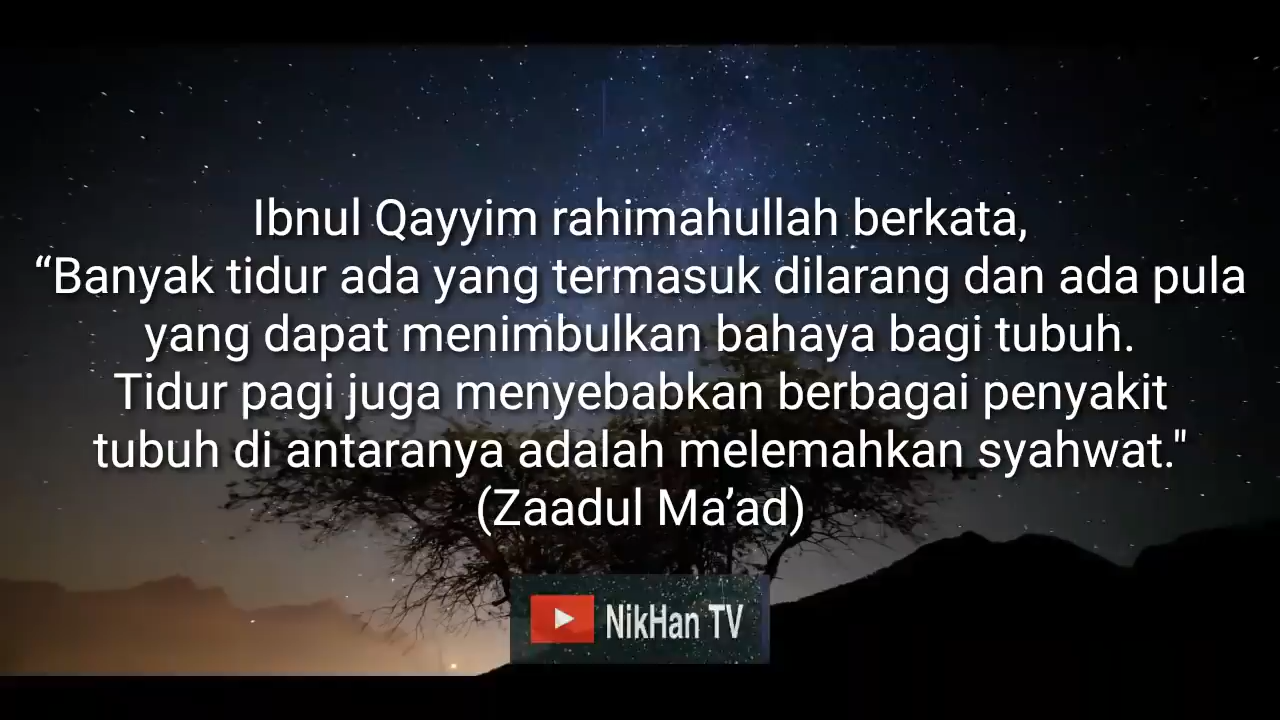 Ibnul Qayyim rahimahullah berkata,
“Banyak tidur ada yang termasuk dilarang dan ada pula
yang dapat menimbulkan bahaya bagi tubuh.
Tidur pagi juga menyebabkan berbagai penyakit
tubuh di antaranya adalah melemahkan syahwat."
(Zaadul Ma’ad)
NikHan TV